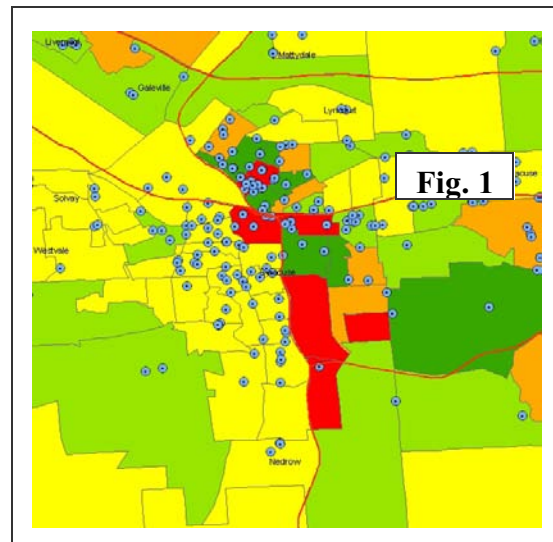 Liverpool
Mattydale
Galeville
Lyncourt
Fig. 1
Solvay
Westvale
Syracuse
Nedrow